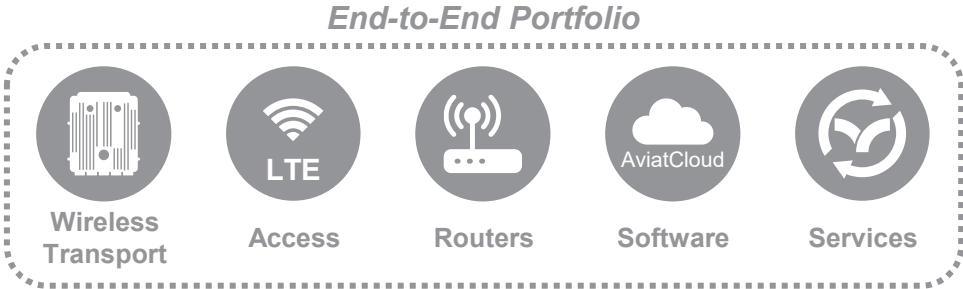 End-to-End Portfolio
LTE
AviatCloud
Wireless
Transport
Access
Routers
Software
Services